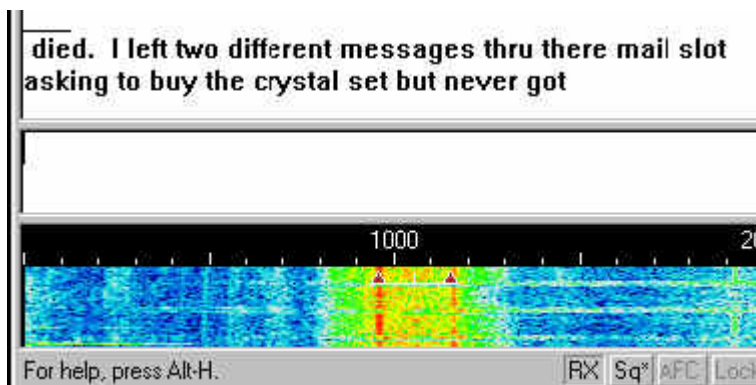 died.  I left two different messages thru there mail slot
asking to buy the crystal set but never got
1000
For help, press Alt-H.
RX Sq* AFC